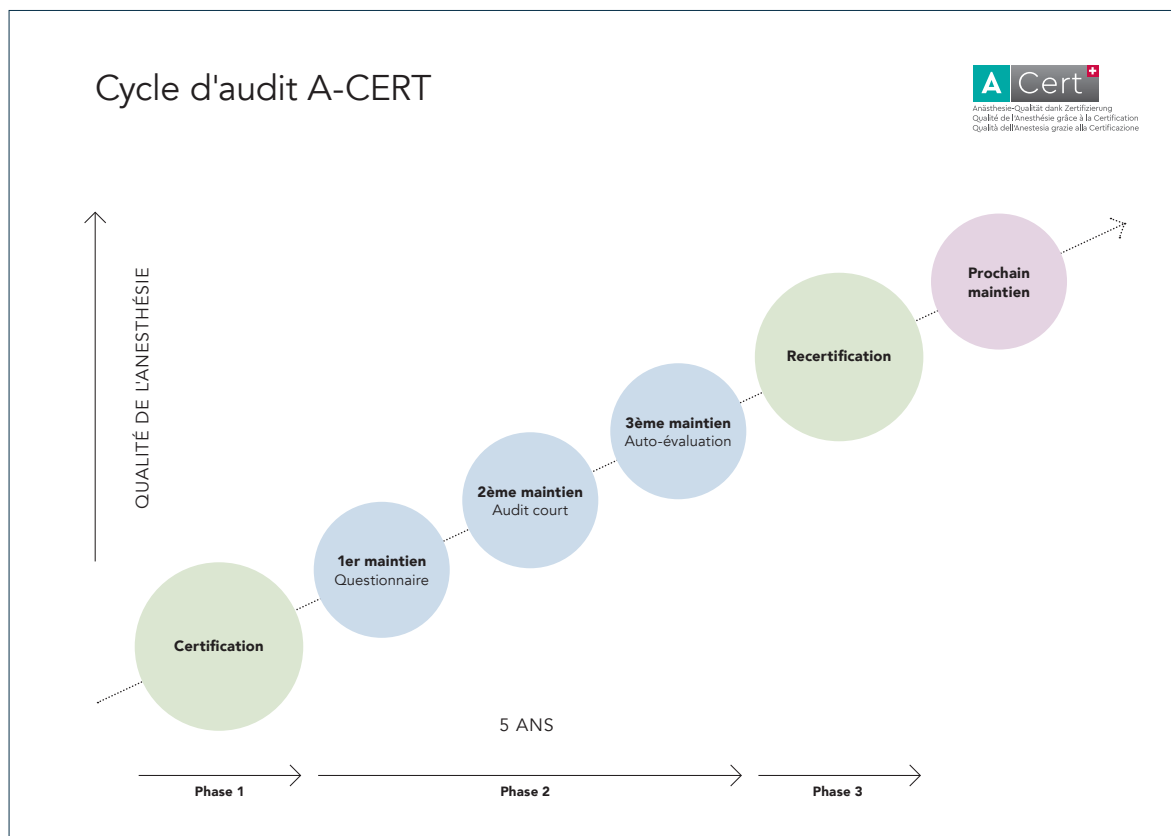 Cycle d'audit A-CERT
A Cert
Anästhesie-Qualität dank Zertifizierung
Qualité de l'Anesthésie grâce à la Certification
Qualità dell'Anestesia grazie alla Certificazione
QUALITÉ DE L'ANESTHÉSIE
Prochain
maintien
Recertification
3ème maintien
Auto-évaluation
2ème maintien
Audit court
1er maintien
Questionnaire
Certification
5 ANS
Phase 1
Phase 2
Phase 3